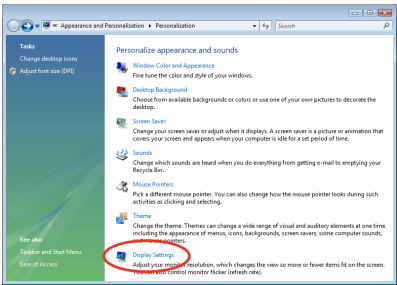 « Appearance and Personalization ▸ Personalization
Search
Tasks
Change desktop icons
Adjust font size (DPI)
Personalize appearance and sounds
Window Color and Appearance
Fine tune the color and style of your windows.
Desktop Background
Choose from available backgrounds or colors or use one of your own pictures to decorate the
desktop.
Screen Saver
Change your screen saver or adjust when it displays. A screen saver is a picture or animation that
covers your screen and appears when your computer is idle for a set period of time.
Sounds
Change which sounds are heard when you do everything from getting e-mail to emptying your
Recycle Bin.
Mouse Pointers
Pick a different mouse pointer. You can also change how the mouse pointer looks during such
activities as clicking and selecting.
Theme
Change the theme. Themes can change a wide range of visual and auditory elements at one time
including the appearance of menus, icons, backgrounds, screen savers, some computer sounds,
and mouse pointers.
Display Settings
Adjust your monitor resolution, which changes the view so more or fewer items fit on the screen.
You can also control monitor flicker (refresh rate).
See also
Taskbar and Start Menu
Ease of Access